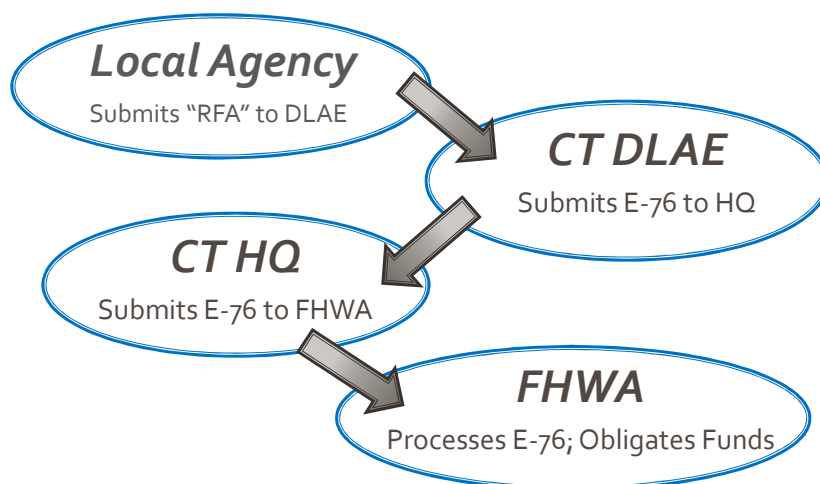 Local Agency
Submits “RFA” to DLAE
CT DLAE
Submits E-76 to HQ
CT HQ
Submits E-76 to FHWA
FHWA
Processes E-76; Obligates Funds